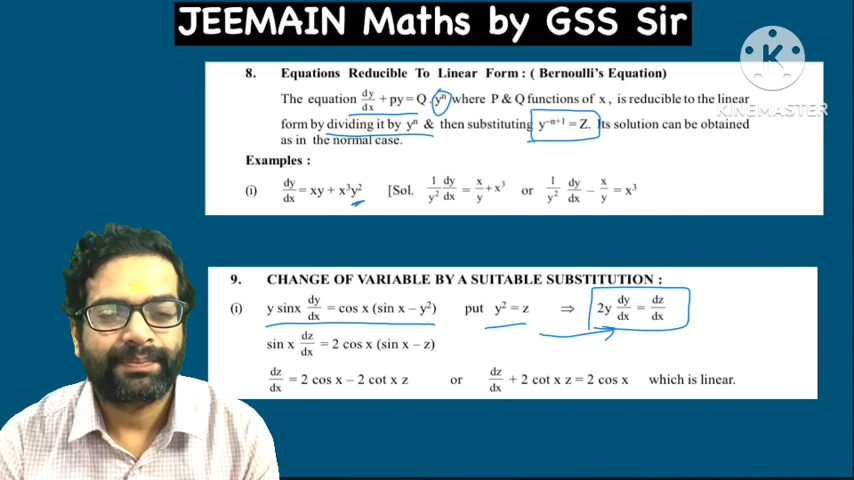 JEEMAIN Maths by GSS Sir
K
KINEMASTER
8. Equations Reducible To Linear Form : ( Bernoulli's Equation)
The equation dy/dx + py = Q . yⁿ where P & Q functions of x , is reducible to the linear
form by dividing it by yⁿ & then substituting y⁻ⁿ⁺¹ = Z. Its solution can be obtained
as in the normal case.
Examples :
(i) dy/dx = xy + x³y² [Sol. 1/y² dy/dx = x/y + x³ or 1/y² dy/dx − x/y = x³
9. CHANGE OF VARIABLE BY A SUITABLE SUBSTITUTION :
(i) y sinx dy/dx = cos x (sin x − y²) put y² = z ⇒ 2y dy/dx = dz/dx
sin x dz/dx = 2 cos x (sin x − z)
dz/dx = 2 cos x − 2 cot x z or dz/dx + 2 cot x z = 2 cos x which is linear.